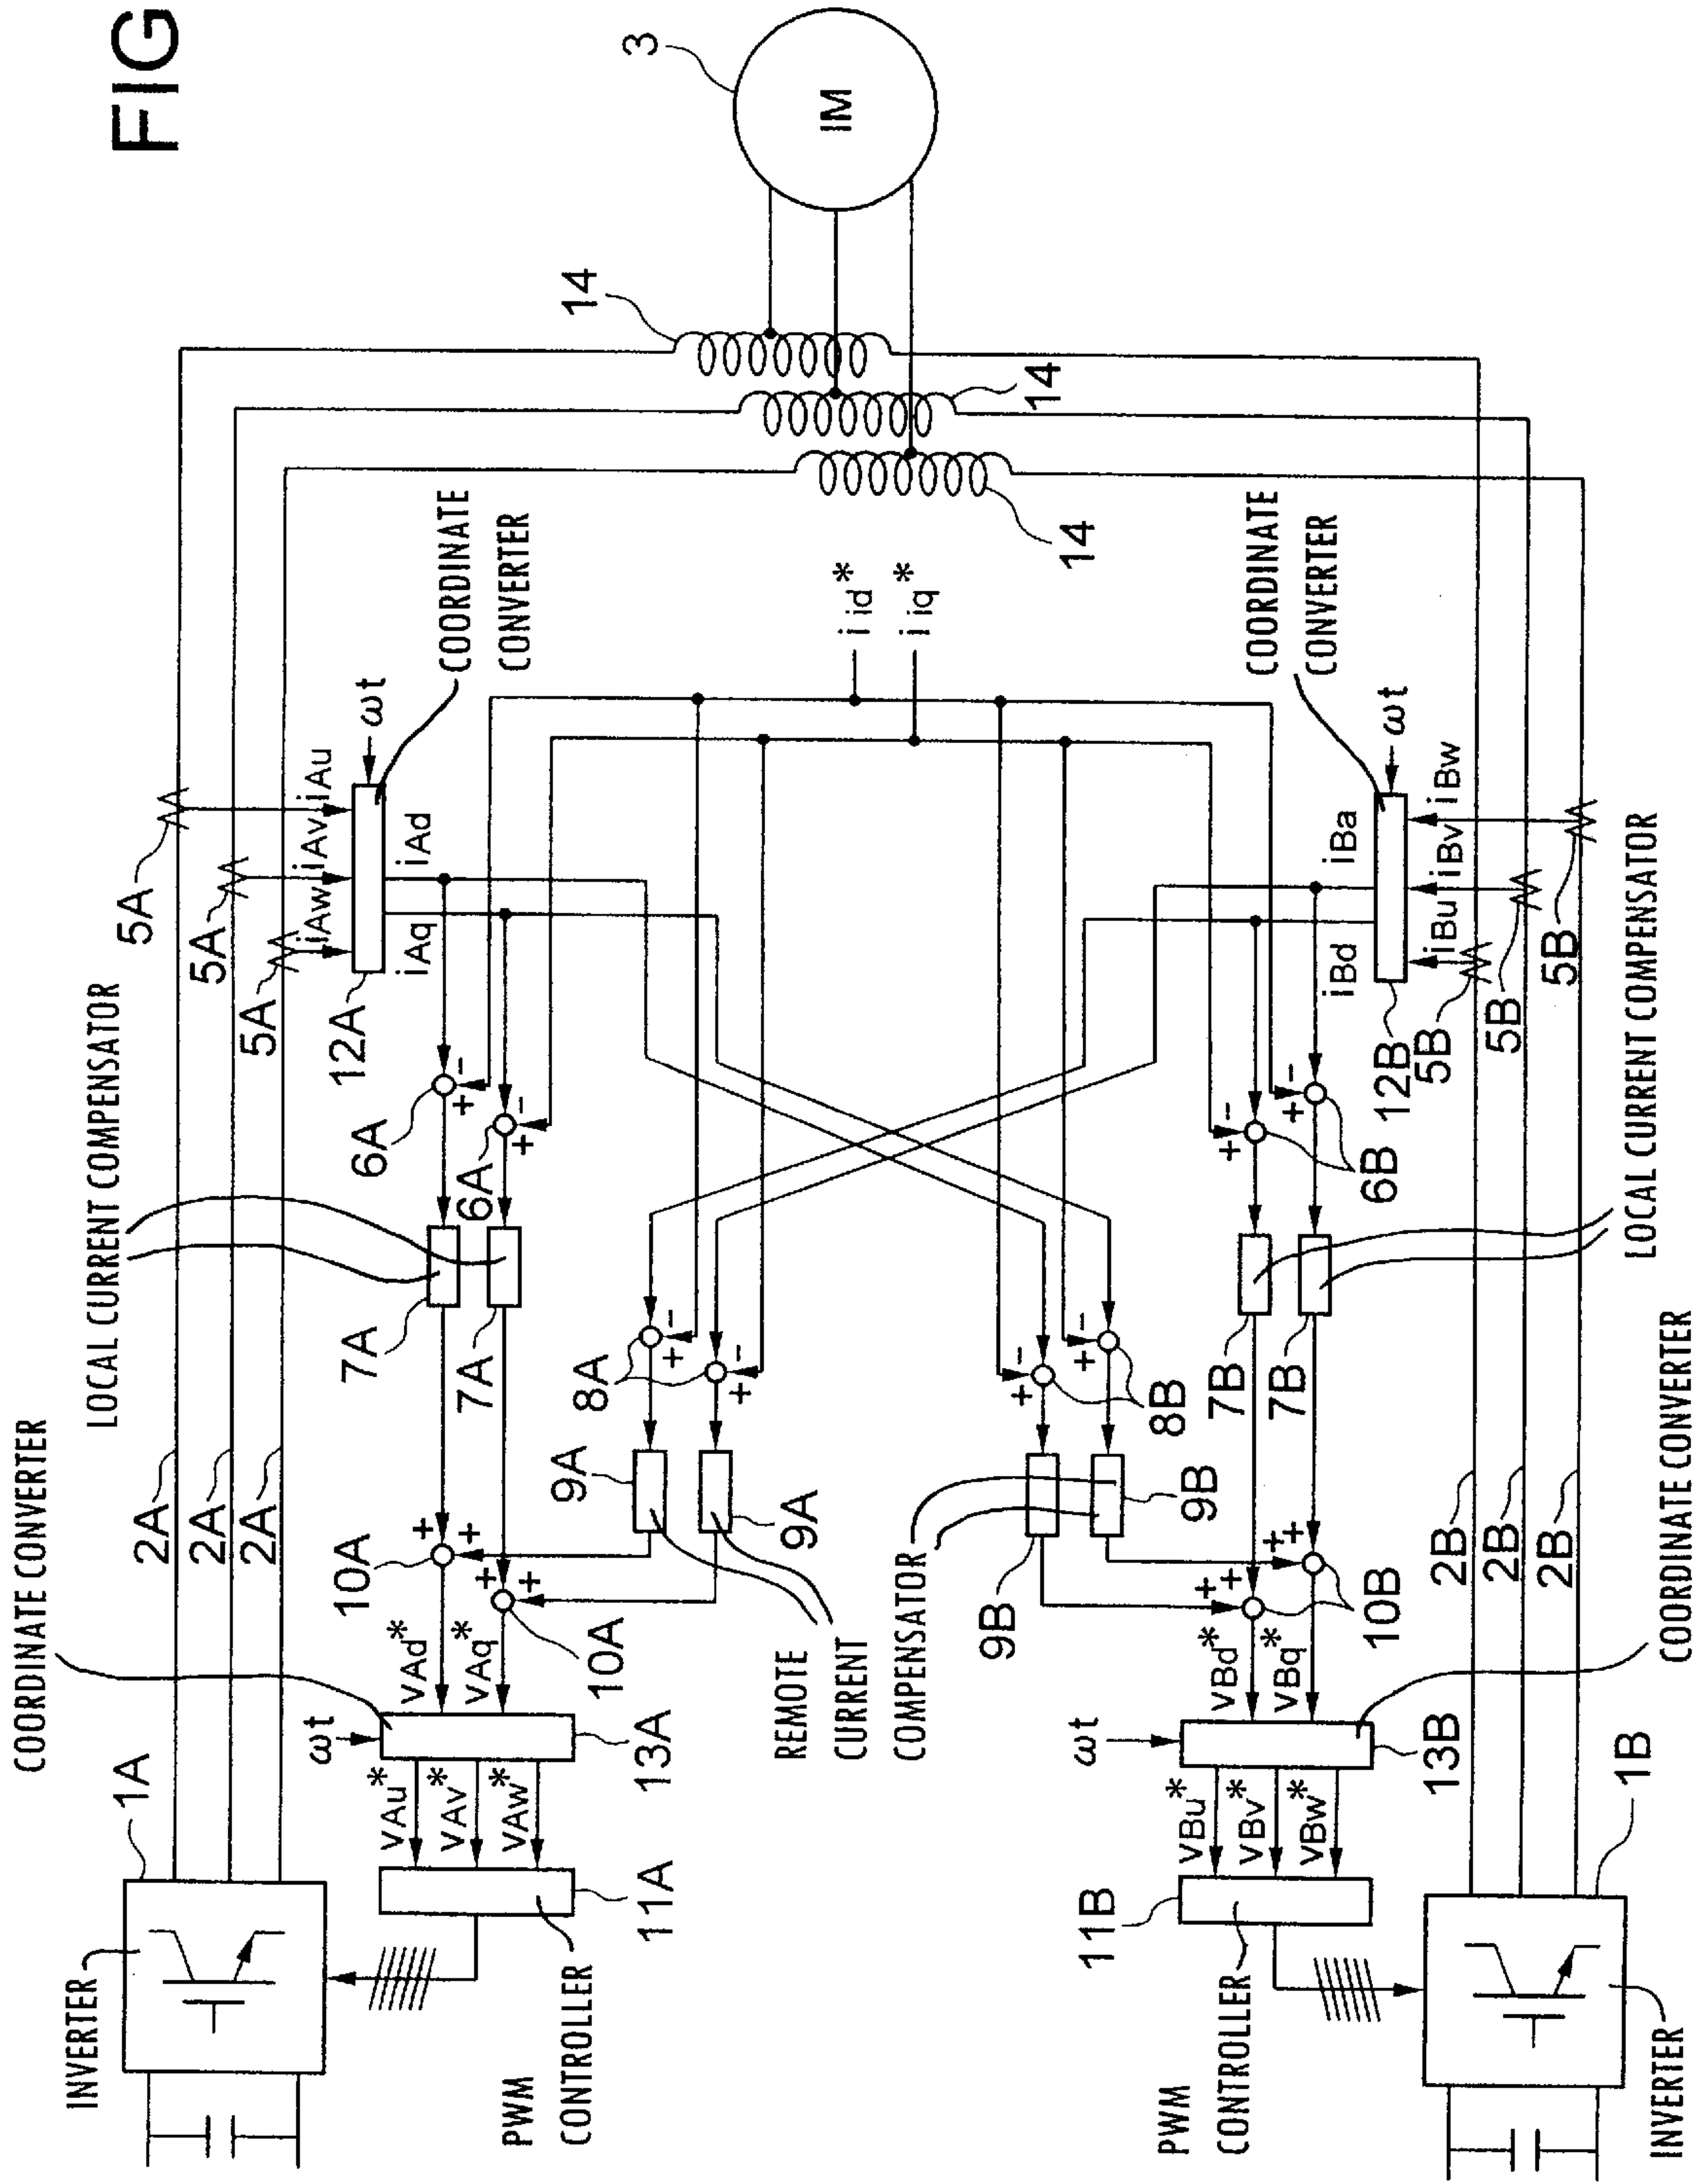 FIG
3
IM
14
14
14
COORDINATE
CONVERTER
ωt
i id*
i iq*
COORDINATE
CONVERTER
ωt
5A
5A
5A
iAu
iAv
iAw
iAd
iAq
12A
iBa
iBd
iBw
iBv
iBu
12B
5B
5B
5B
LOCAL CURRENT COMPENSATOR
6A
6A
+
-
+
-
7A
7A
8A
+
-
+
-
9A
9A
REMOTE
CURRENT
COMPENSATOR
8B
+
-
+
-
9B
9B
6B
+
-
+
-
7B
7B
LOCAL CURRENT COMPENSATOR
COORDINATE CONVERTER
2A
2A
2A
10A
10A
+
+
+
+
vAd*
vAq*
ωt
13A
vAu*
vAv*
vAw*
11A
PWM
CONTROLLER
1A
INVERTER
10B
+
+
+
+
vBd*
vBq*
ωt
13B
COORDINATE CONVERTER
2B
2B
2B
vBu*
vBv*
vBw*
11B
PWM
CONTROLLER
1B
INVERTER